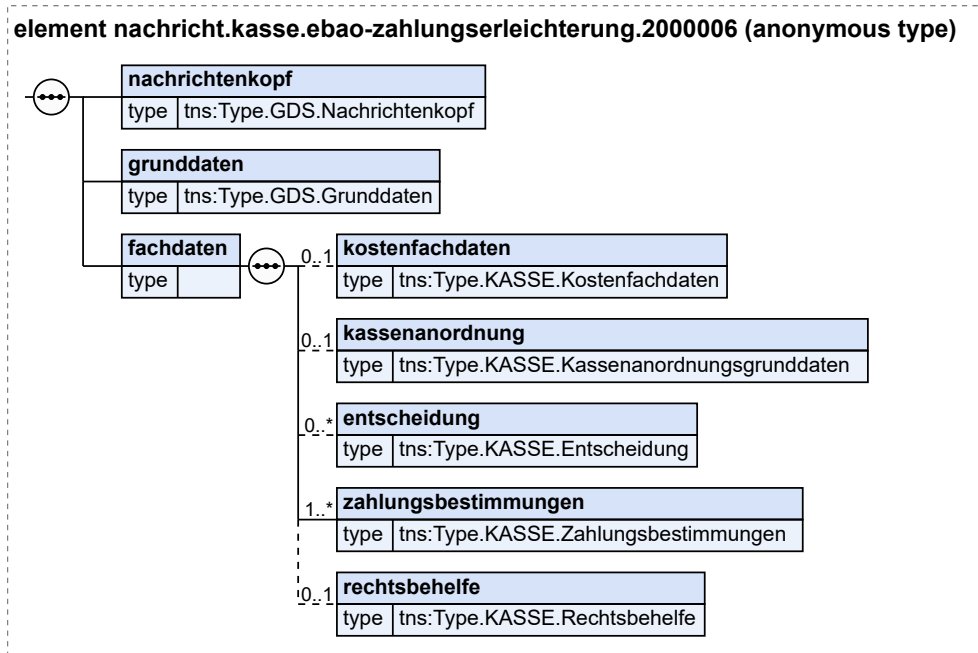 element nachricht.kasse.ebao-zahlungserleichterung.2000006 (anonymous type)
nachrichtenkopf
type tns:Type.GDS.Nachrichtenkopf
grunddaten
type tns:Type.GDS.Grunddaten
fachdaten
type
0..1 kostenfachdaten
type tns:Type.KASSE.Kostenfachdaten
0..1 kassenanordnung
type tns:Type.KASSE.Kassenanordnungsgrunddaten
0..* entscheidung
type tns:Type.KASSE.Entscheidung
1..* zahlungsbestimmungen
type tns:Type.KASSE.Zahlungsbestimmungen
0..1 rechtsbehelfe
type tns:Type.KASSE.Rechtsbehelfe